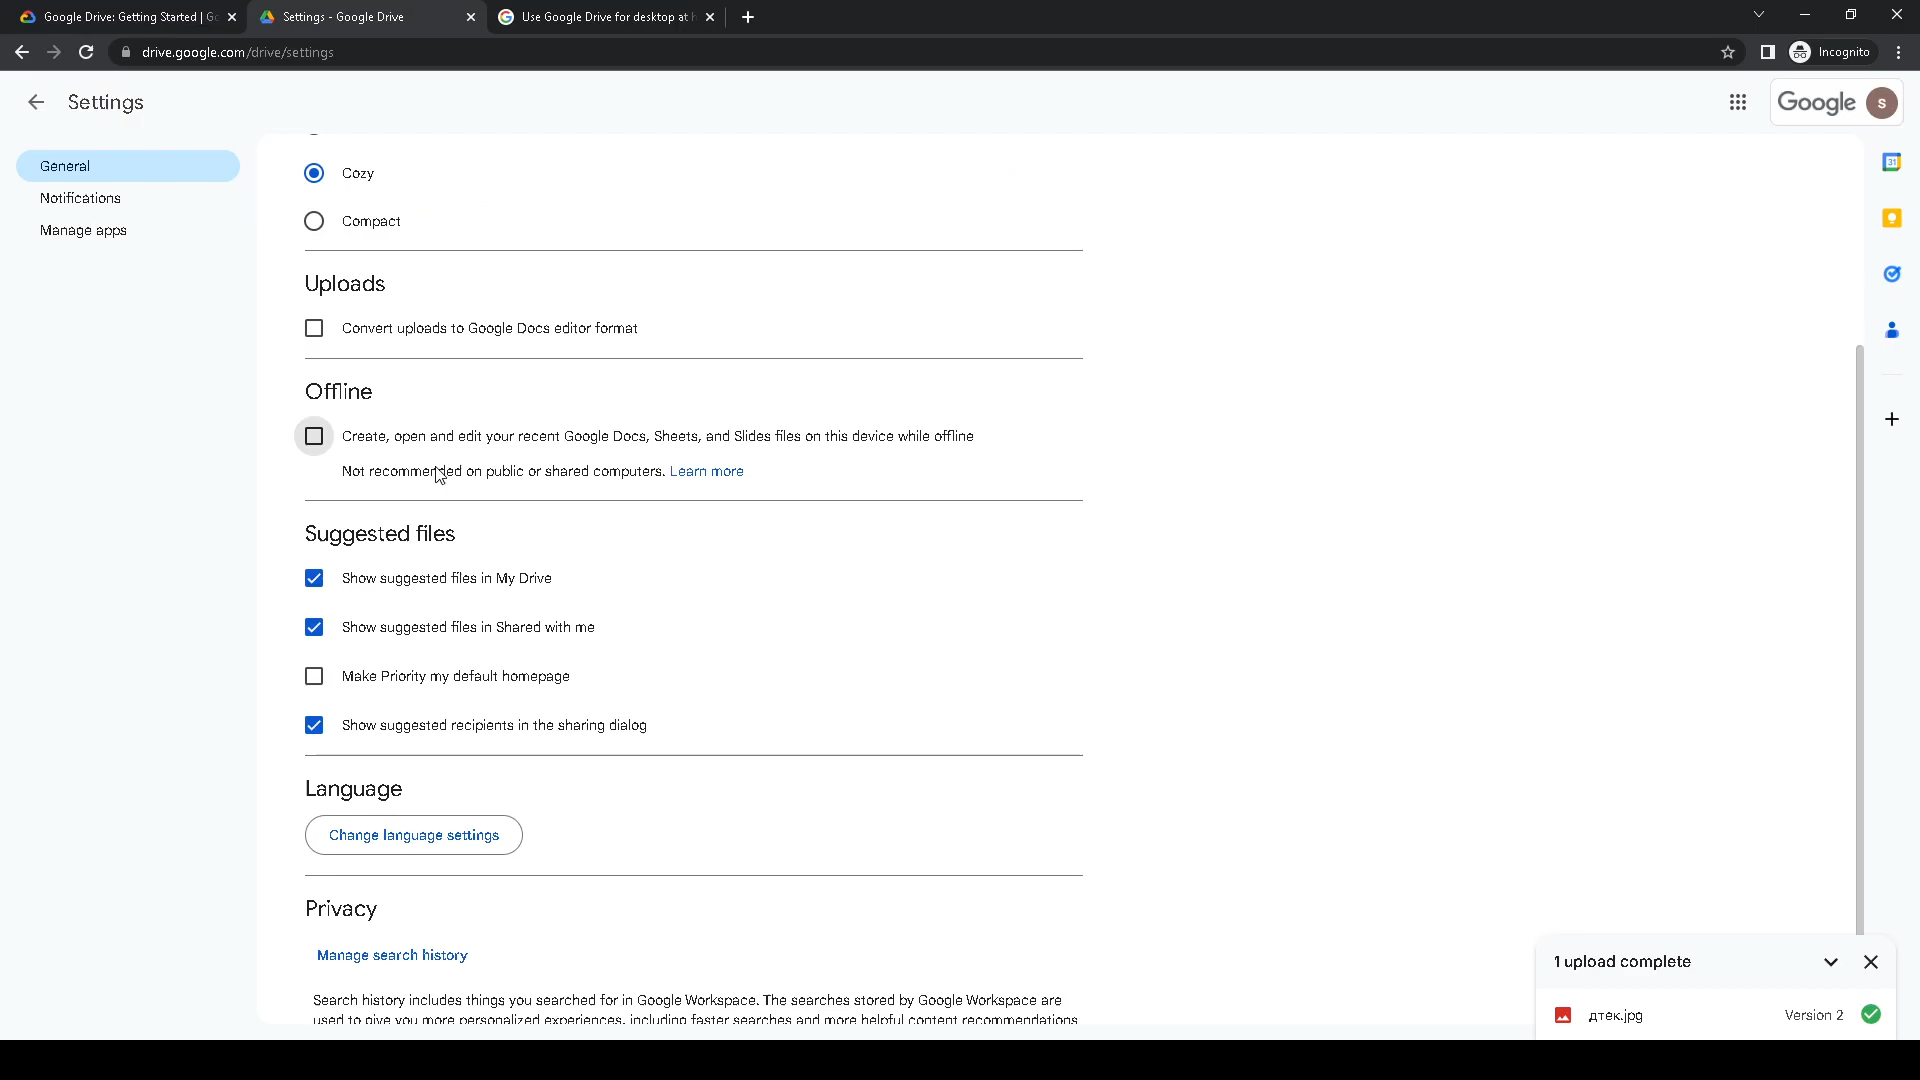 Google Drive: Getting Started | Go
Settings - Google Drive
Use Google Drive for desktop at h
drive.google.com/drive/settings
Incognito
Settings
Google
s
General
Notifications
Manage apps
31
Cozy
Compact
Uploads
Convert uploads to Google Docs editor format
Offline
Create, open and edit your recent Google Docs, Sheets, and Slides files on this device while offline
Not recommended on public or shared computers. Learn more
Suggested files
Show suggested files in My Drive
Show suggested files in Shared with me
Make Priority my default homepage
Show suggested recipients in the sharing dialog
Language
Change language settings
Privacy
Manage search history
Search history includes things you searched for in Google Workspace. The searches stored by Google Workspace are
used to give you more personalized experiences, including faster searches and more helpful content recommendations
1 upload complete
дтек.jpg
Version 2